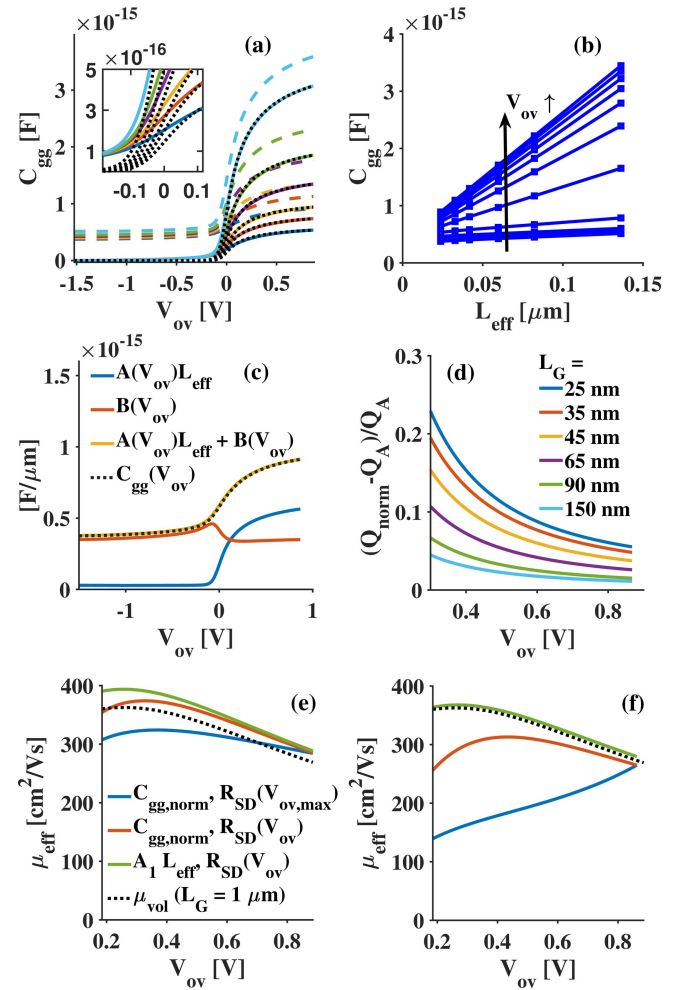 ×10⁻¹⁵
(a)
C_gg [F]
4
3
2
1
0
×10⁻¹⁶
5
3
1
-0.1
0
0.1
-1.5
-1
-0.5
0
0.5
V_ov [V]
×10⁻¹⁵
(b)
V_ov ↑
C_gg [F]
4
3
2
1
0
0
0.05
0.1
0.15
L_eff [μm]
×10⁻¹⁵
(c)
A(V_ov)L_eff
B(V_ov)
A(V_ov)L_eff + B(V_ov)
C_gg(V_ov)
[F/μm]
1.5
1
0.5
0
-1
0
1
V_ov [V]
(d)
L_G =
25 nm
35 nm
45 nm
65 nm
90 nm
150 nm
(Q_norm-Q_A)/Q_A
0.3
0.2
0.1
0
0.4
0.6
0.8
V_ov [V]
(e)
C_gg,norm, R_SD(V_ov,max)
C_gg,norm, R_SD(V_ov)
A_1 L_eff, R_SD(V_ov)
μ_vol (L_G = 1 μm)
μ_eff [cm²/Vs]
400
300
200
100
0
0.2
0.4
0.6
0.8
V_ov [V]
(f)
μ_eff [cm²/Vs]
400
300
200
100
0
0.2
0.4
0.6
0.8
V_ov [V]